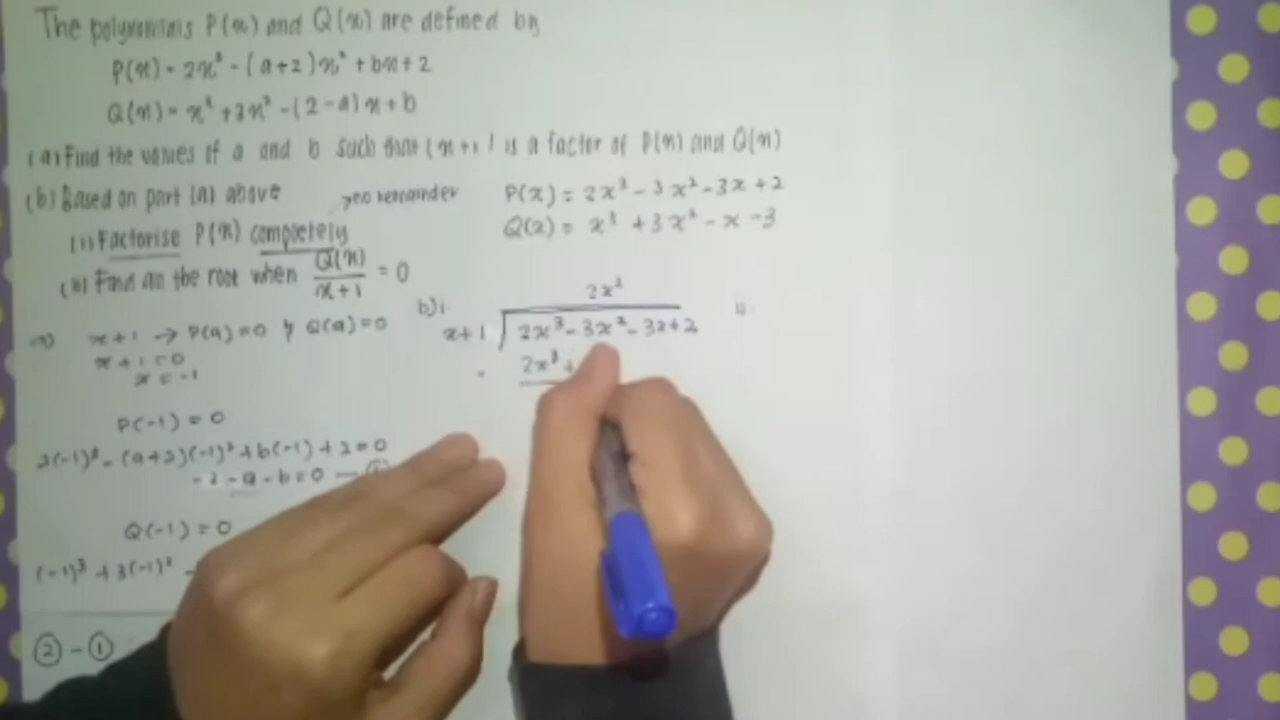 The polynomials P(x) and Q(x) are defined by
P(x) = 2x³ - (a+2)x² + bx + 2
Q(x) = x³ + 3x² - (2-a)x + b
(a) Find the values of a and b such that (x+1) is a factor of P(x) and Q(x)
(b) Based on part (a) above
→ no remainder
(i) Factorise P(x) completely
(ii) Find all the root when Q(x)/x+1 = 0
P(x) = 2x³ - 3x² - 3x + 2
Q(x) = x³ + 3x² - x - 3
a) x+1 → P(a)=0 & Q(a)=0
x+1=0
x=-1
P(-1) = 0
2(-1)³ - (a+2)(-1)² + b(-1) + 2 = 0
-2-a-b=0 — ①
Q(-1) = 0
(-1)³ + 3(-1)² -
② - ①
b) i.
2x²
x+1 2x³ - 3x² - 3x + 2
- 2x³ +
ii.